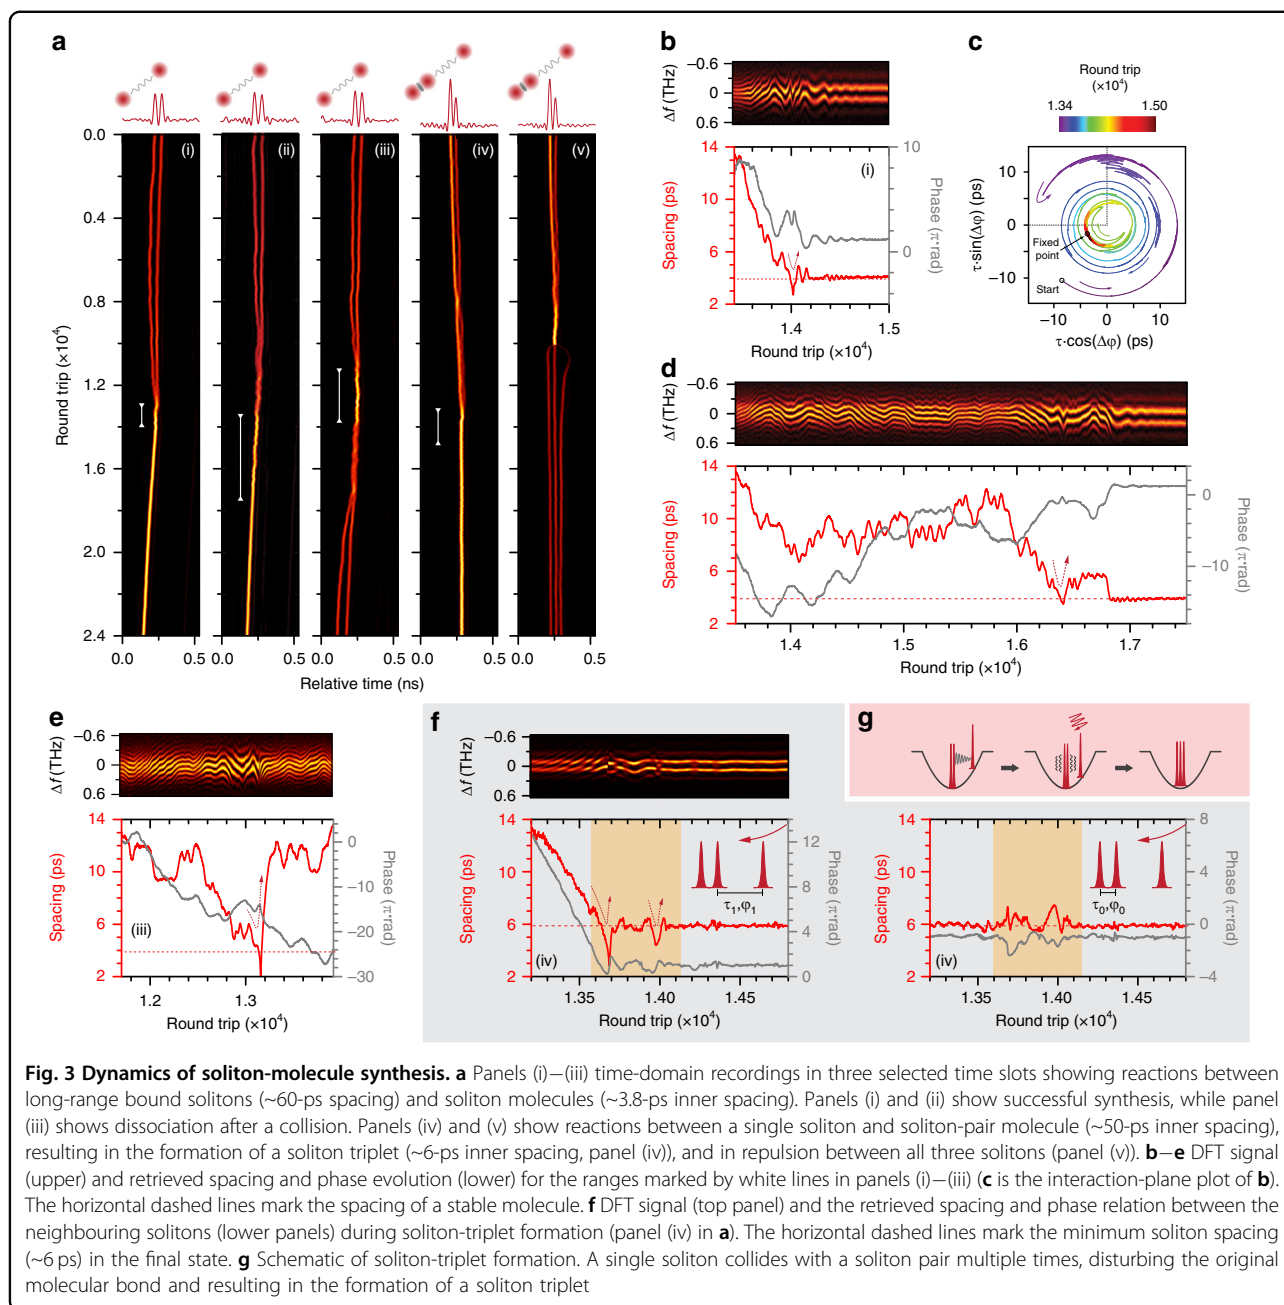 a
(i)
(ii)
(iii)
(iv)
(v)
0.0
0.4
0.8
1.2
1.6
2.0
2.4
Round trip (×10⁴)
0.0 0.5 0.0 0.5 0.0 0.5 0.0 0.5 0.0 0.5
Relative time (ns)
b
Δf (THz)
−0.6
0
0.6
(i)
Spacing (ps)
14
10
6
2
Phase (π·rad)
10
0
1.4 1.5
Round trip (×10⁴)
c
Round trip
(×10⁴)
1.34 1.50
τ·sin(Δφ) (ps)
10
0
−10
Fixed
point
Start
−10 0 10
τ·cos(Δφ) (ps)
d
Δf (THz)
−0.6
0
0.6
Spacing (ps)
14
10
6
2
Phase (π·rad)
0
−10
1.4 1.5 1.6 1.7
Round trip (×10⁴)
e
Δf (THz)
−0.6
0
0.6
Spacing (ps)
14
10
6
2
(iii)
Phase (π·rad)
0
−10
−20
−30
1.2 1.3
Round trip (×10⁴)
f
Δf (THz)
−0.6
0
0.6
Spacing (ps)
14
10
6
2
(iv)
τ₁,φ₁
Phase (π·rad)
12
8
4
0
1.35 1.40 1.45
Round trip (×10⁴)
g
Spacing (ps)
14
10
6
2
(iv)
τ₀,φ₀
Phase (π·rad)
8
4
0
−4
1.35 1.40 1.45
Round trip (×10⁴)
Fig. 3 Dynamics of soliton-molecule synthesis. a Panels (i)−(iii) time-domain recordings in three selected time slots showing reactions between
long-range bound solitons (~60-ps spacing) and soliton molecules (~3.8-ps inner spacing). Panels (i) and (ii) show successful synthesis, while panel
(iii) shows dissociation after a collision. Panels (iv) and (v) show reactions between a single soliton and soliton-pair molecule (~50-ps inner spacing),
resulting in the formation of a soliton triplet (~6-ps inner spacing, panel (iv)), and in repulsion between all three solitons (panel (v)). b−e DFT signal
(upper) and retrieved spacing and phase evolution (lower) for the ranges marked by white lines in panels (i)−(iii) (c is the interaction-plane plot of b).
The horizontal dashed lines mark the spacing of a stable molecule. f DFT signal (top panel) and the retrieved spacing and phase relation between the
neighbouring solitons (lower panels) during soliton-triplet formation (panel (iv) in a). The horizontal dashed lines mark the minimum soliton spacing
(~6 ps) in the final state. g Schematic of soliton-triplet formation. A single soliton collides with a soliton pair multiple times, disturbing the original
molecular bond and resulting in the formation of a soliton triplet